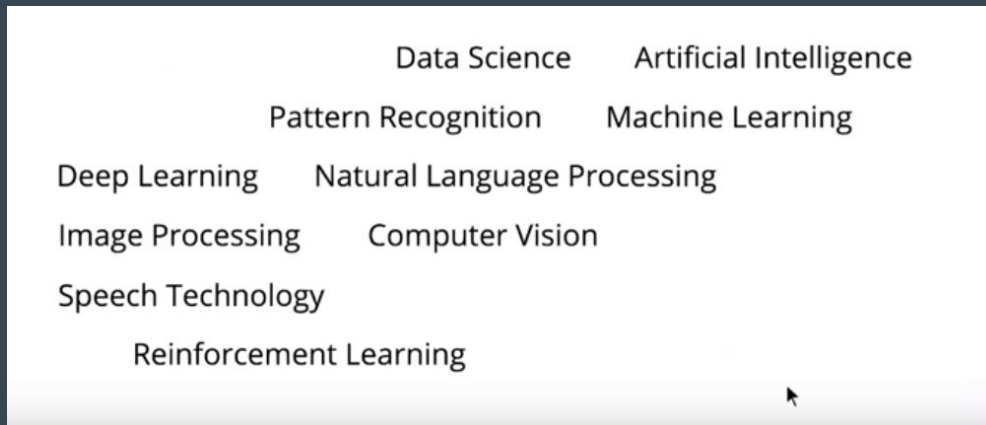 Data Science Artificial Intelligence
Pattern Recognition Machine Learning
Deep Learning Natural Language Processing
Image Processing Computer Vision
Speech Technology
Reinforcement Learning